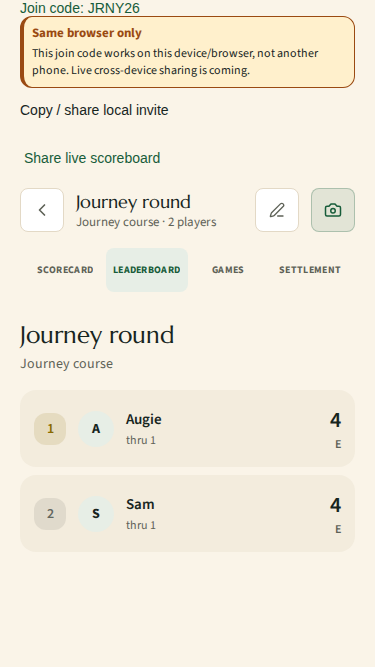 Join code: JRNY26
Same browser only
This join code works on this device/browser, not another
phone. Live cross-device sharing is coming.
Copy / share local invite
Share live scoreboard
Journey round
Journey course · 2 players
SCORECARD LEADERBOARD GAMES SETTLEMENT
Journey round
Journey course
1 A Augie 4
thru 1 E
2 S Sam 4
thru 1 E